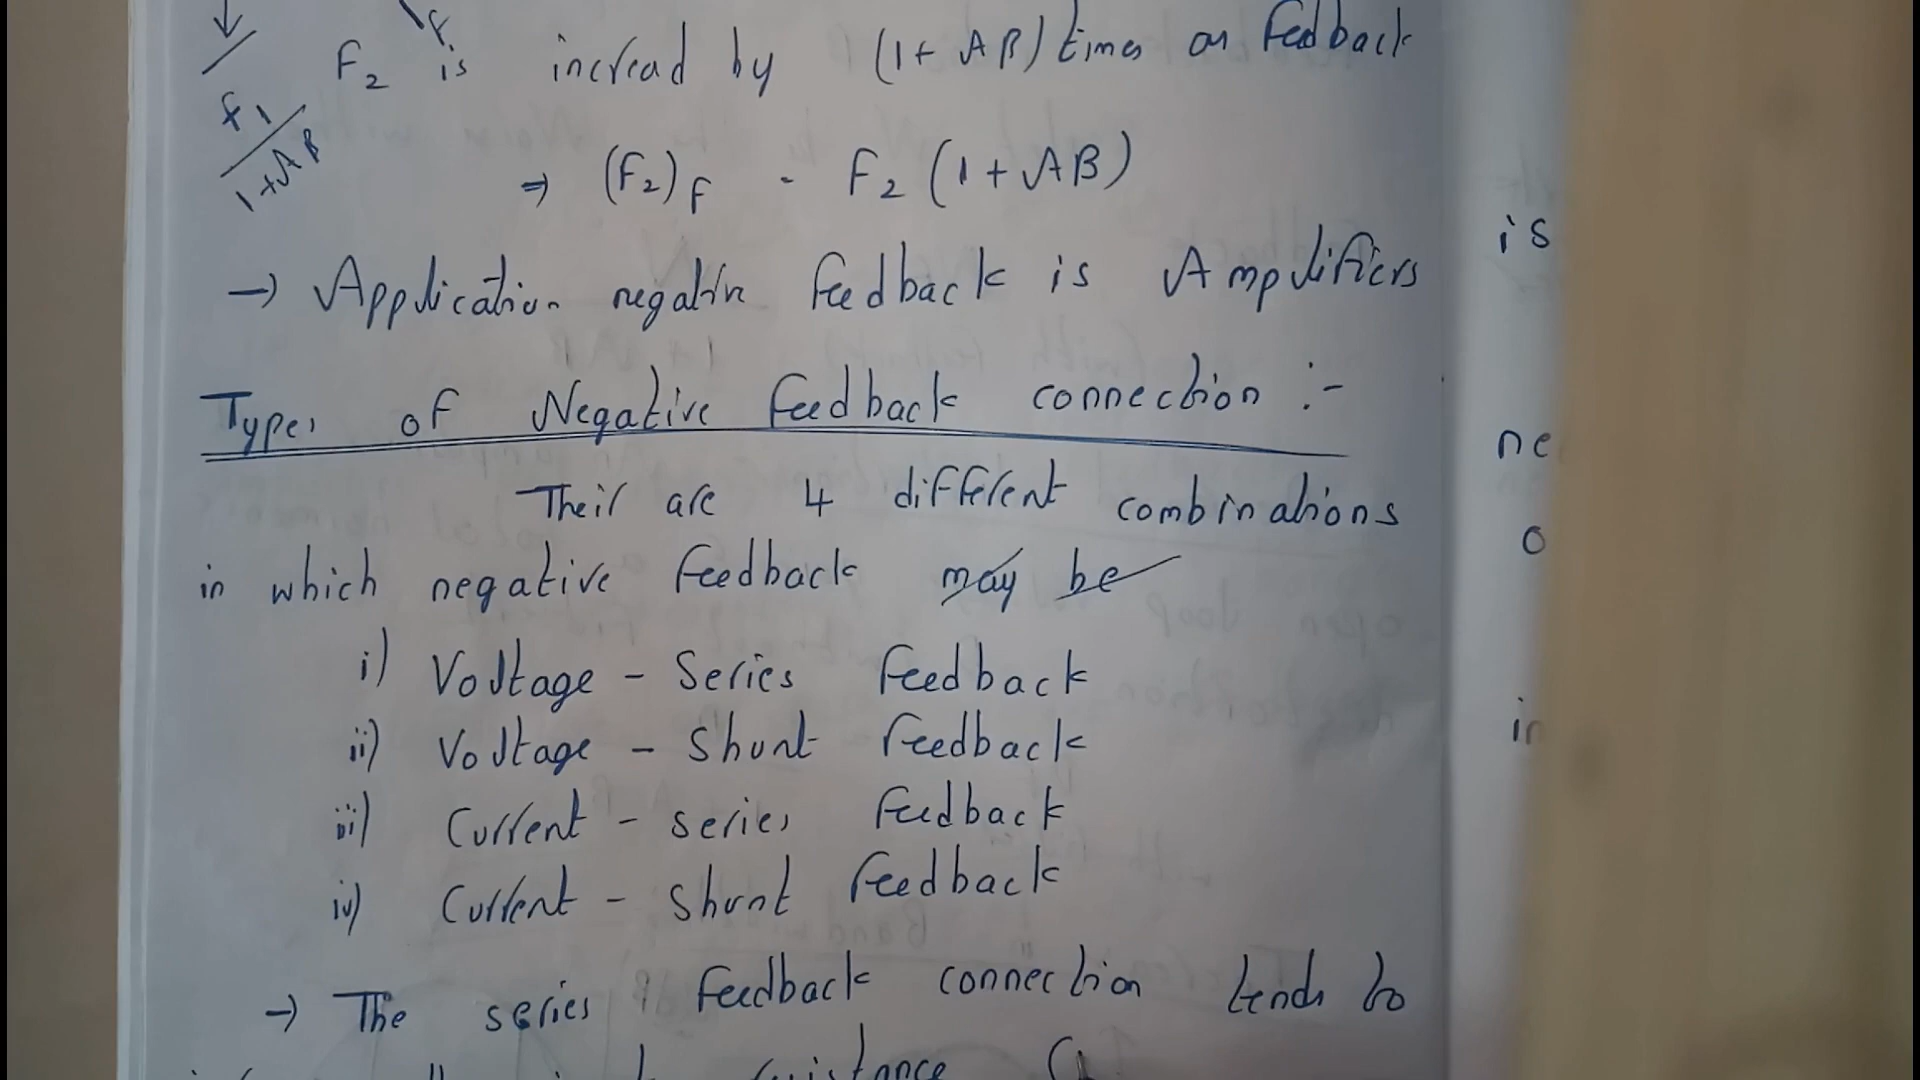 F₂ is incread by (1+ AB) times on Feedback
F1
1+AB
⇒ (F₂)F = F₂ (1+AB)
→ Application negative feedback is Amplifiers
Types of Negative Feedback connection :-
Their are 4 different combinations
in which negative feedback may be
i) Voltage - Series feedback
ii) Voltage - Shunt feedback
iii) Current - series feedback
iv) Current - Shunt feedback
→ The series feedback connection tends to
resistance
is
ne
o
in